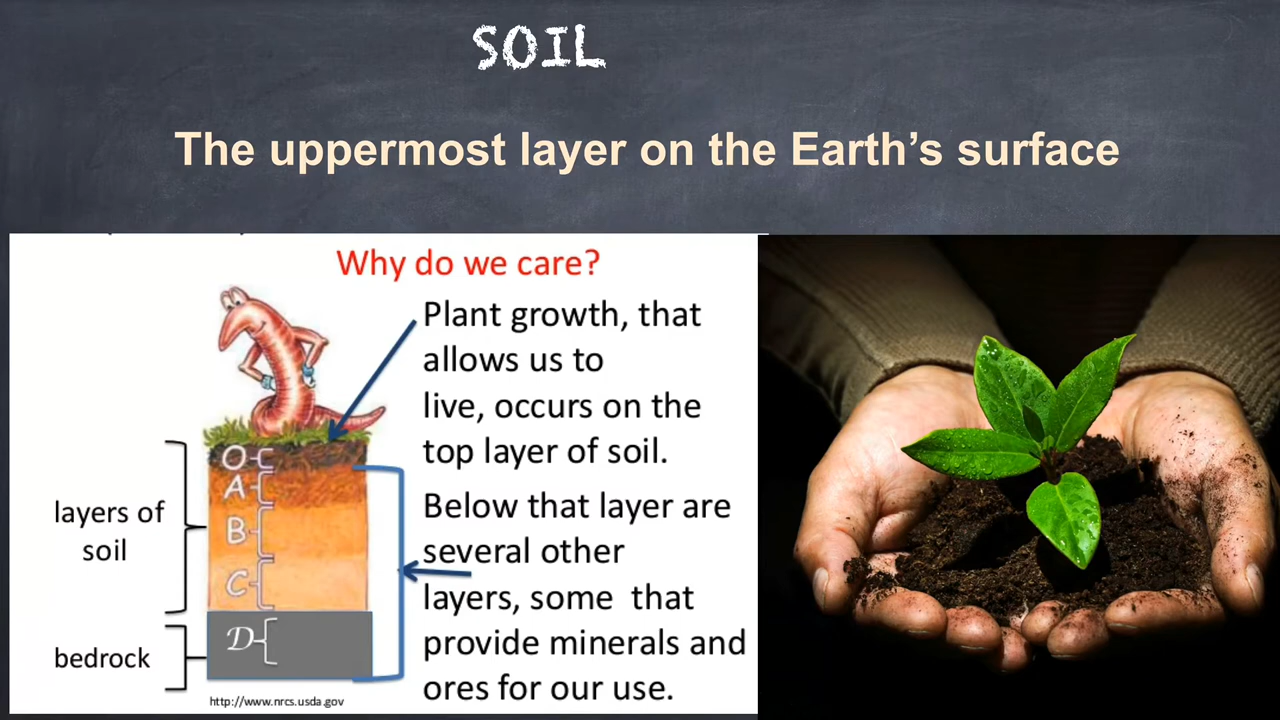 SOIL
The uppermost layer on the Earth's surface
Why do we care?
Plant growth, that
allows us to
live, occurs on the
top layer of soil.
Below that layer are
several other
layers, some that
provide minerals and
ores for our use.
layers of
soil
bedrock
O
A
B
C
D
http://www.nrcs.usda.gov